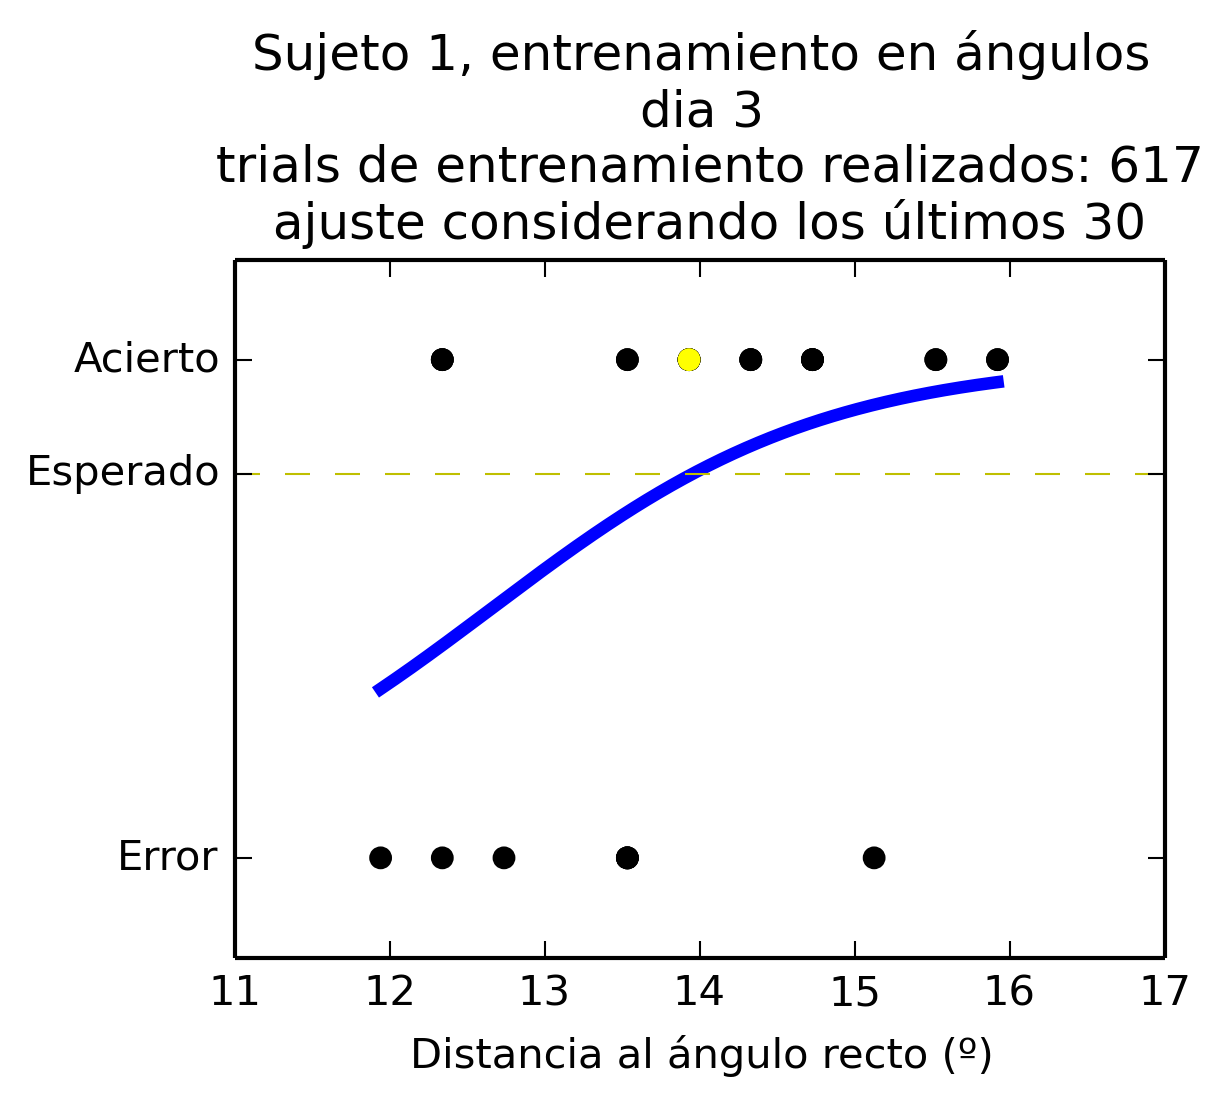 Sujeto 1, entrenamiento en ángulos
dia 3
trials de entrenamiento realizados: 617
ajuste considerando los últimos 30
Acierto
Esperado
Error
11 12 13 14 15 16 17
Distancia al ángulo recto (º)